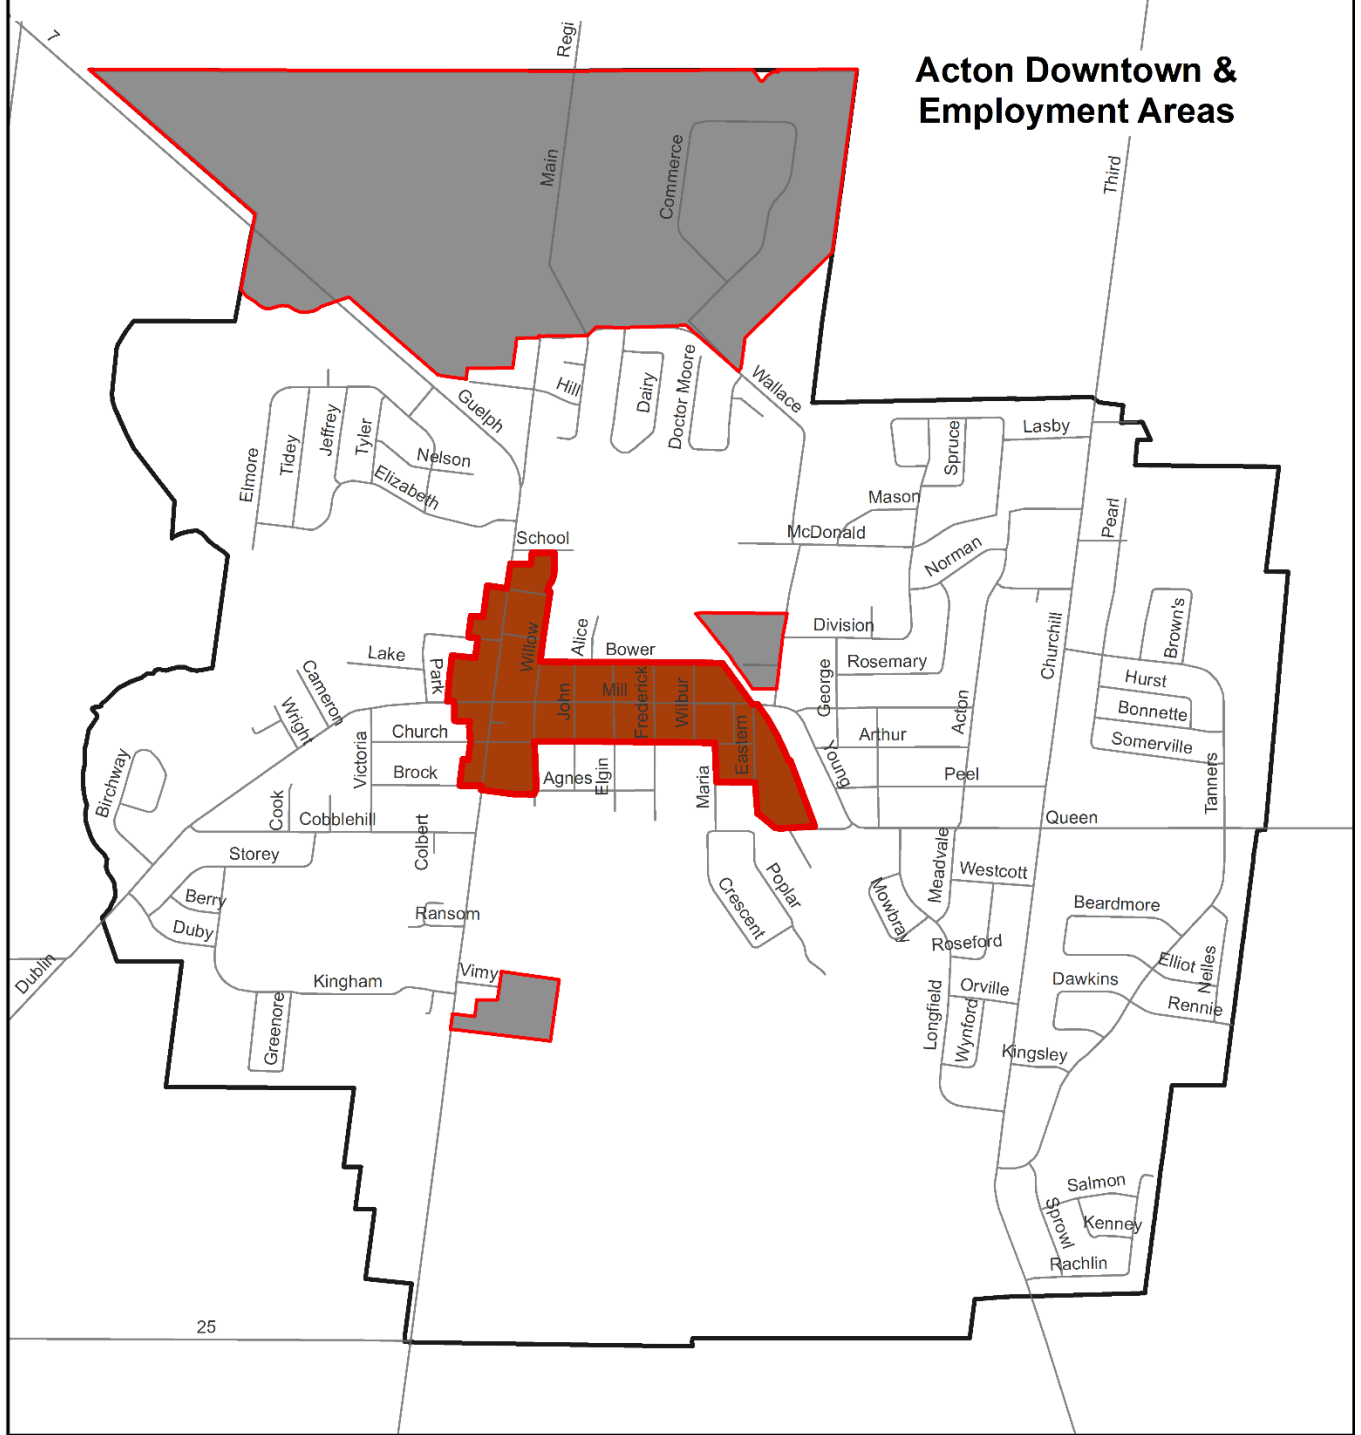 7
Regi
Acton Downtown &
Employment Areas
Main
Commerce
Third
Guelph
Hill
Dairy
Doctor Moore
Wallace
Elmore
Tidey
Jeffrey
Tyler
Nelson
Elizabeth
Spruce
Lasby
Mason
McDonald
Pearl
School
Norman
Willow
Alice
Bower
Division
Brown's
Lake
Park
Cameron
Wright
George
Rosemary
Churchill
Hurst
John
Mill
Frederick
Wilbur
Acton
Bonnette
Church
Victoria
Eastern
Arthur
Young
Somerville
Brock
Agnes
Elgin
Maria
Peel
Tanners
Birchway
Cook
Cobblehill
Colbert
Queen
Storey
Meadvale
Westcott
Berry
Crescent
Poplar
Mowbray
Beardmore
Duby
Ransom
Roseford
Elliot
Nelles
Dublin
Kingham
Vimy
Longfield
Orville
Dawkins
Rennie
Greenore
Wynford
Kingsley
Salmon
Sprowl
Kenney
Rachlin
25